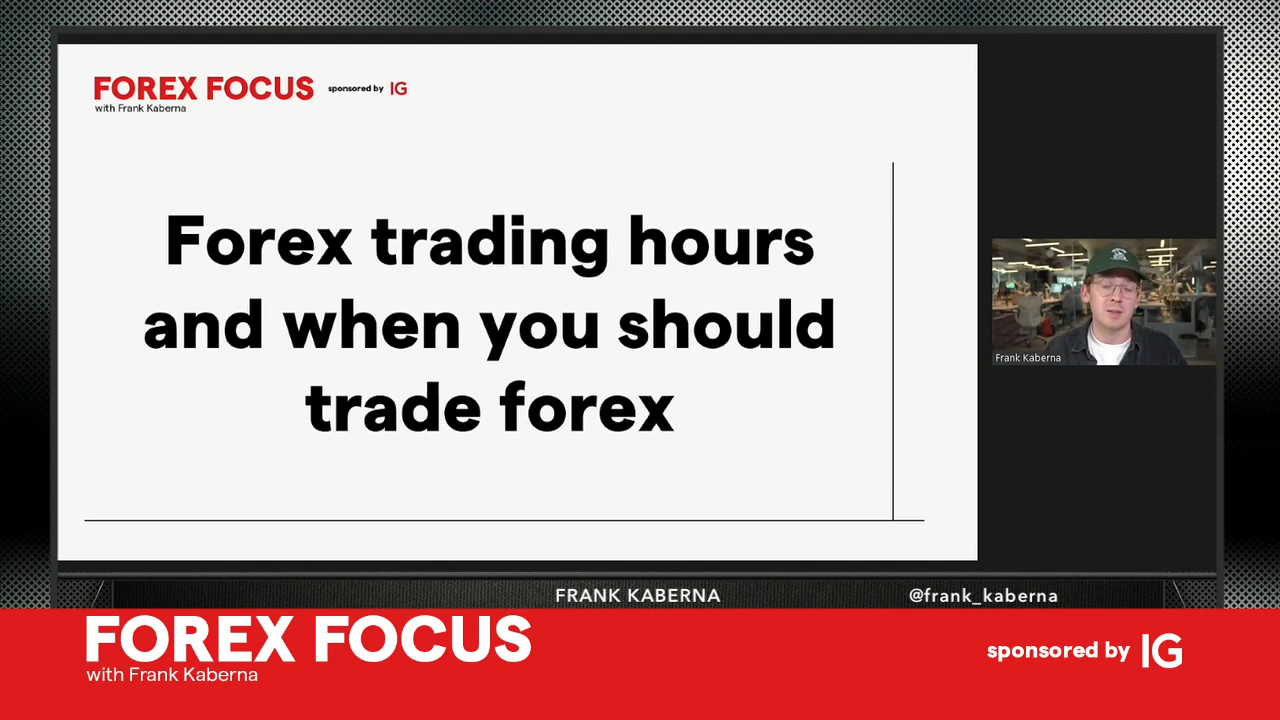 FOREX FOCUS sponsored by IG
with Frank Kaberna
Forex trading hours
and when you should
trade forex
Frank Kaberna
FRANK KABERNA @frank_kaberna
FOREX FOCUS
with Frank Kaberna
sponsored by IG